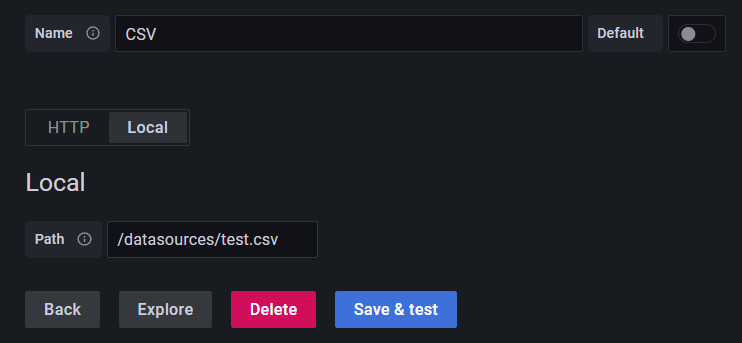 Name CSV Default
HTTP Local
Local
Path /datasources/test.csv
Back Explore Delete Save & test